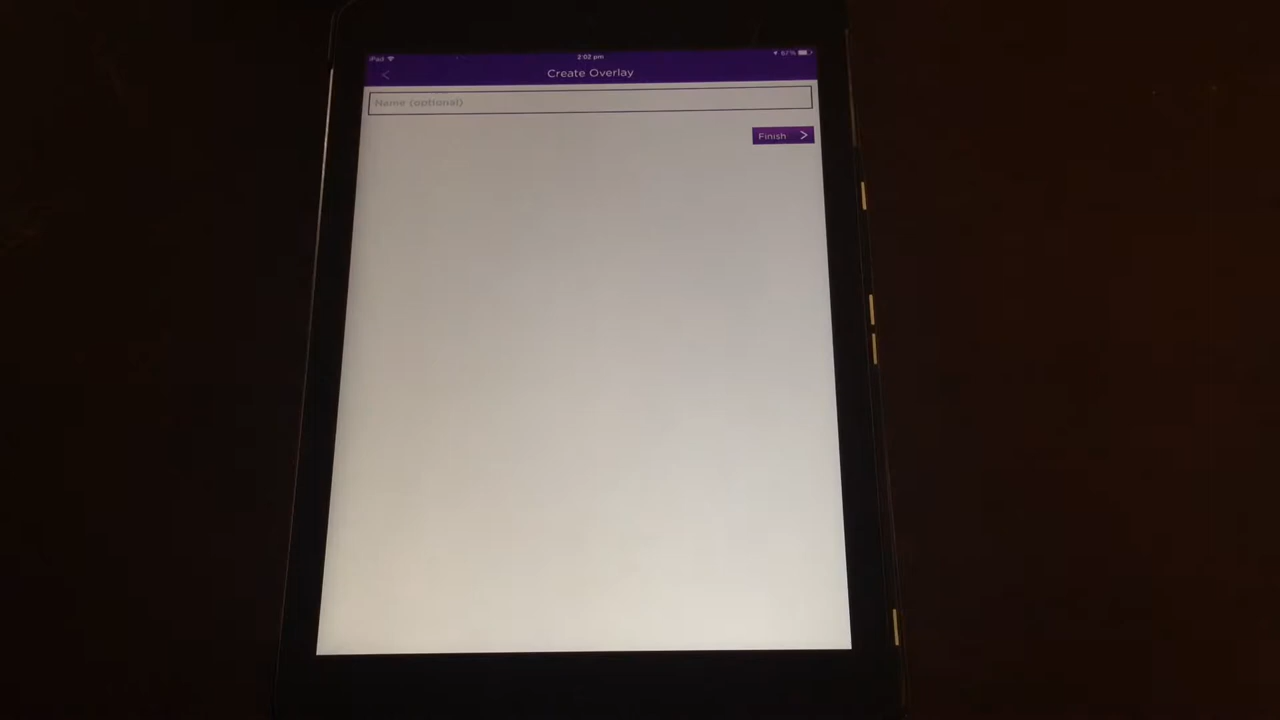 iPad 2:02 pm 67%
< Create Overlay
Name (optional)
Finish >